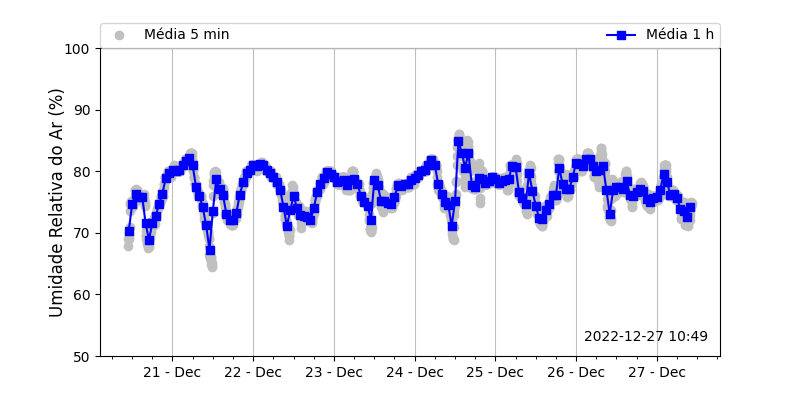 Média 5 min
Média 1 h
Umidade Relativa do Ar (%)
100
90
80
70
60
50
2022-12-27 10:49
21 - Dec
22 - Dec
23 - Dec
24 - Dec
25 - Dec
26 - Dec
27 - Dec